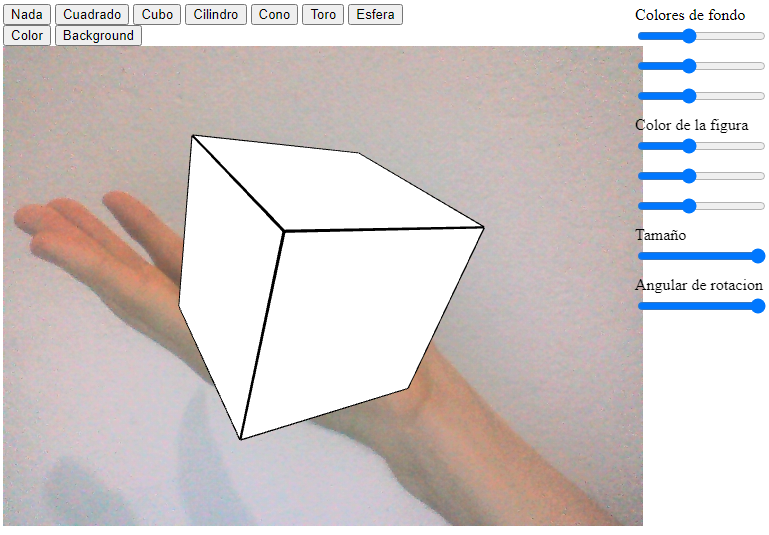 Nada Cuadrado Cubo Cilindro Cono Toro Esfera
Color Background
Colores de fondo
Color de la figura
Tamaño
Angular de rotacion